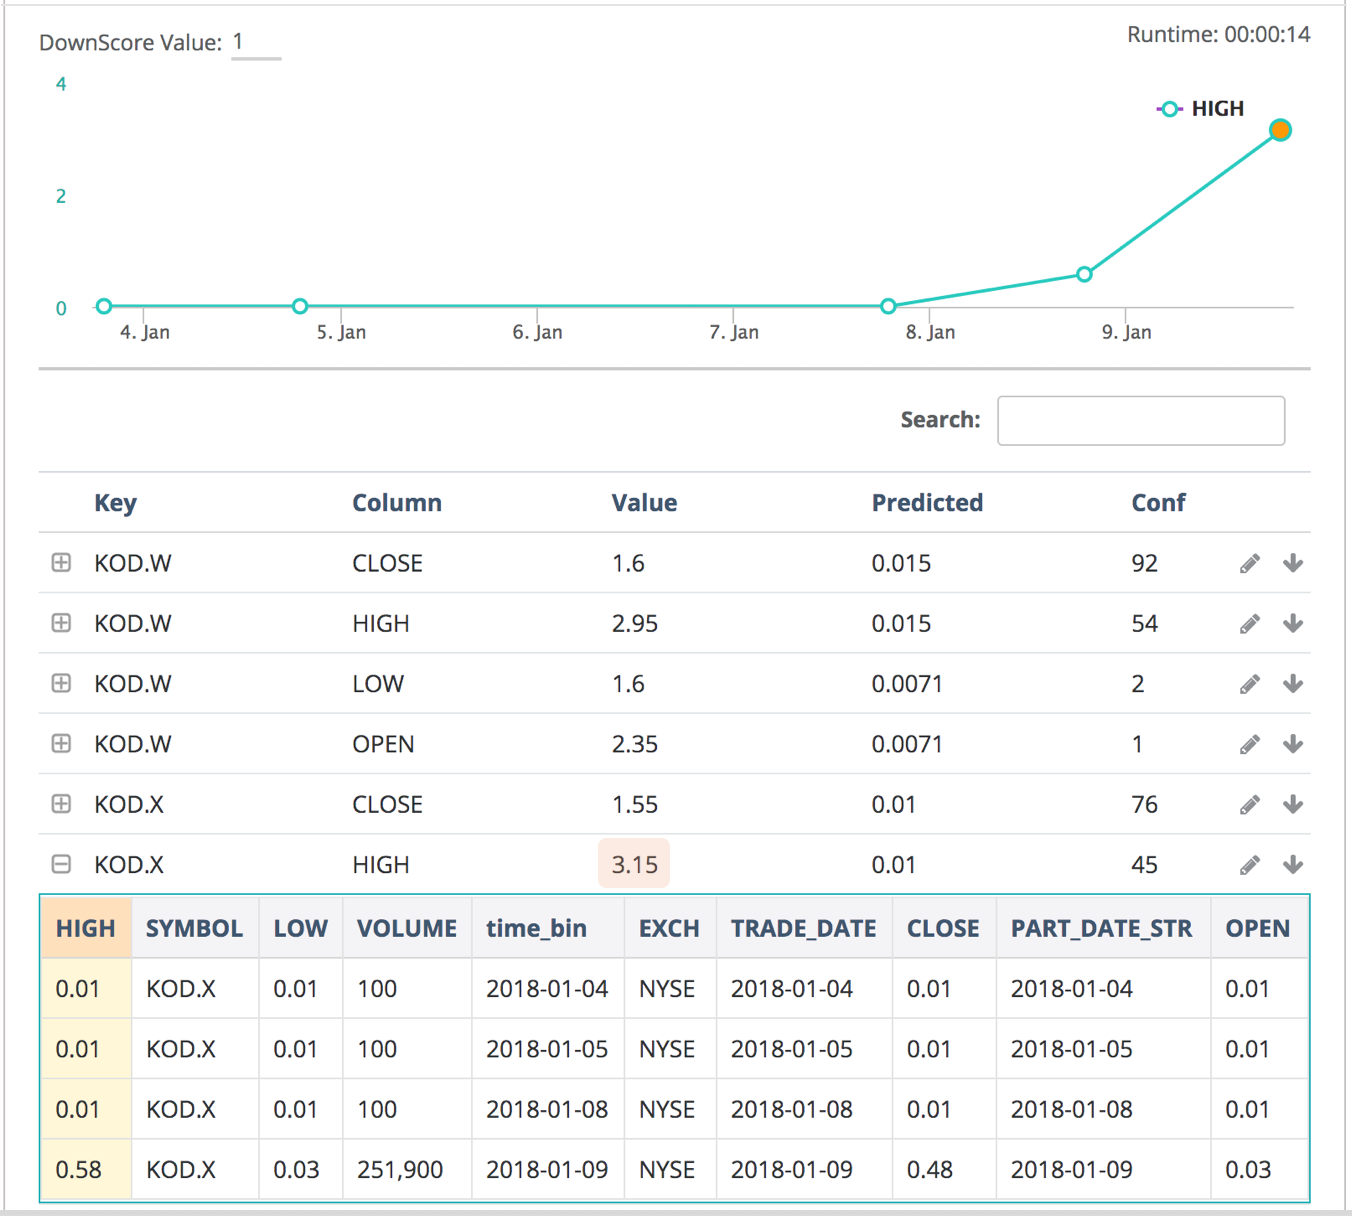 DownScore Value: 1
Runtime: 00:00:14
4
HIGH
2
0
4. Jan 5. Jan 6. Jan 7. Jan 8. Jan 9. Jan
Search:
Key Column Value Predicted Conf
KOD.W CLOSE 1.6 0.015 92
KOD.W HIGH 2.95 0.015 54
KOD.W LOW 1.6 0.0071 2
KOD.W OPEN 2.35 0.0071 1
KOD.X CLOSE 1.55 0.01 76
KOD.X HIGH 3.15 0.01 45
HIGH SYMBOL LOW VOLUME time_bin EXCH TRADE_DATE CLOSE PART_DATE_STR OPEN
0.01 KOD.X 0.01 100 2018-01-04 NYSE 2018-01-04 0.01 2018-01-04 0.01
0.01 KOD.X 0.01 100 2018-01-05 NYSE 2018-01-05 0.01 2018-01-05 0.01
0.01 KOD.X 0.01 100 2018-01-08 NYSE 2018-01-08 0.01 2018-01-08 0.01
0.58 KOD.X 0.03 251,900 2018-01-09 NYSE 2018-01-09 0.48 2018-01-09 0.03